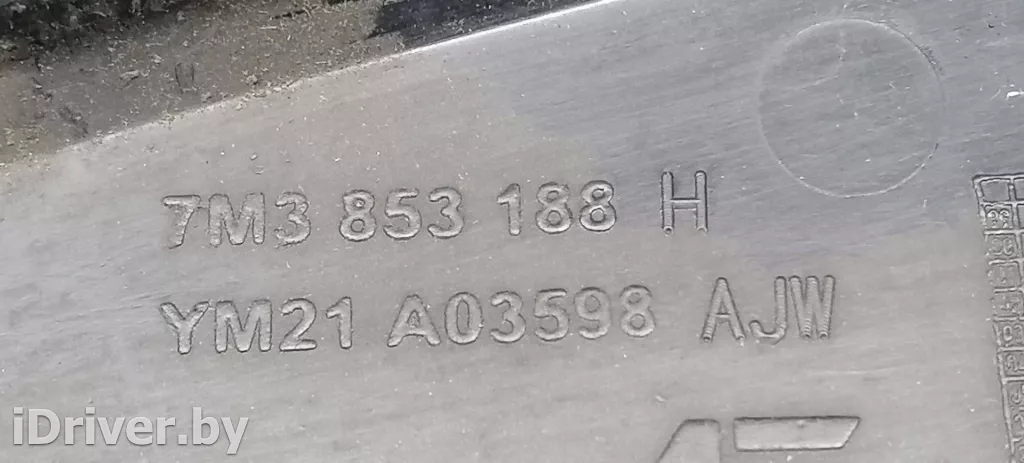 7M3 853 188 H
YM21 A03598 AJW
iDriver.by